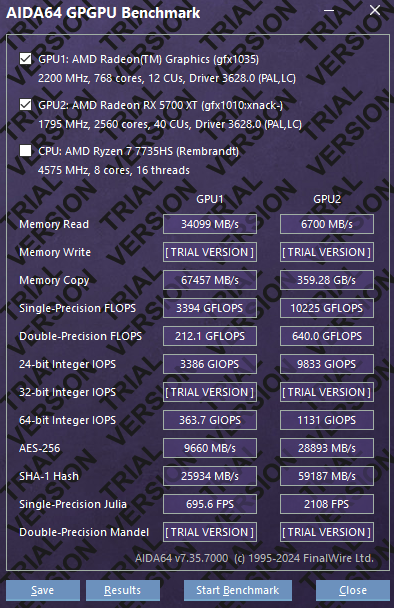 AIDA64 GPGPU Benchmark
GPU1: AMD Radeon(TM) Graphics (gfx1035)
2200 MHz, 768 cores, 12 CUs, Driver 3628.0 (PAL,LC)
GPU2: AMD Radeon RX 5700 XT (gfx1010:xnack-)
1795 MHz, 2560 cores, 40 CUs, Driver 3628.0 (PAL,LC)
CPU: AMD Ryzen 7 7735HS (Rembrandt)
4575 MHz, 8 cores, 16 threads
GPU1 GPU2
Memory Read 34099 MB/s 6700 MB/s
Memory Write [ TRIAL VERSION ] [ TRIAL VERSION ]
Memory Copy 67457 MB/s 359.28 GB/s
Single-Precision FLOPS 3394 GFLOPS 10225 GFLOPS
Double-Precision FLOPS 212.1 GFLOPS 640.0 GFLOPS
24-bit Integer IOPS 3386 GIOPS 9833 GIOPS
32-bit Integer IOPS [ TRIAL VERSION ] [ TRIAL VERSION ]
64-bit Integer IOPS 363.7 GIOPS 1131 GIOPS
AES-256 9660 MB/s 28893 MB/s
SHA-1 Hash 25934 MB/s 59187 MB/s
Single-Precision Julia 695.6 FPS 2108 FPS
Double-Precision Mandel [ TRIAL VERSION ] [ TRIAL VERSION ]
AIDA64 v7.35.7000 (c) 1995-2024 FinalWire Ltd.
Save Results Start Benchmark Close
TRIAL VERSION